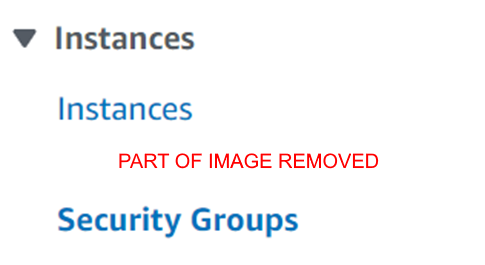 Instances
Instances
PART OF IMAGE REMOVED
Security Groups